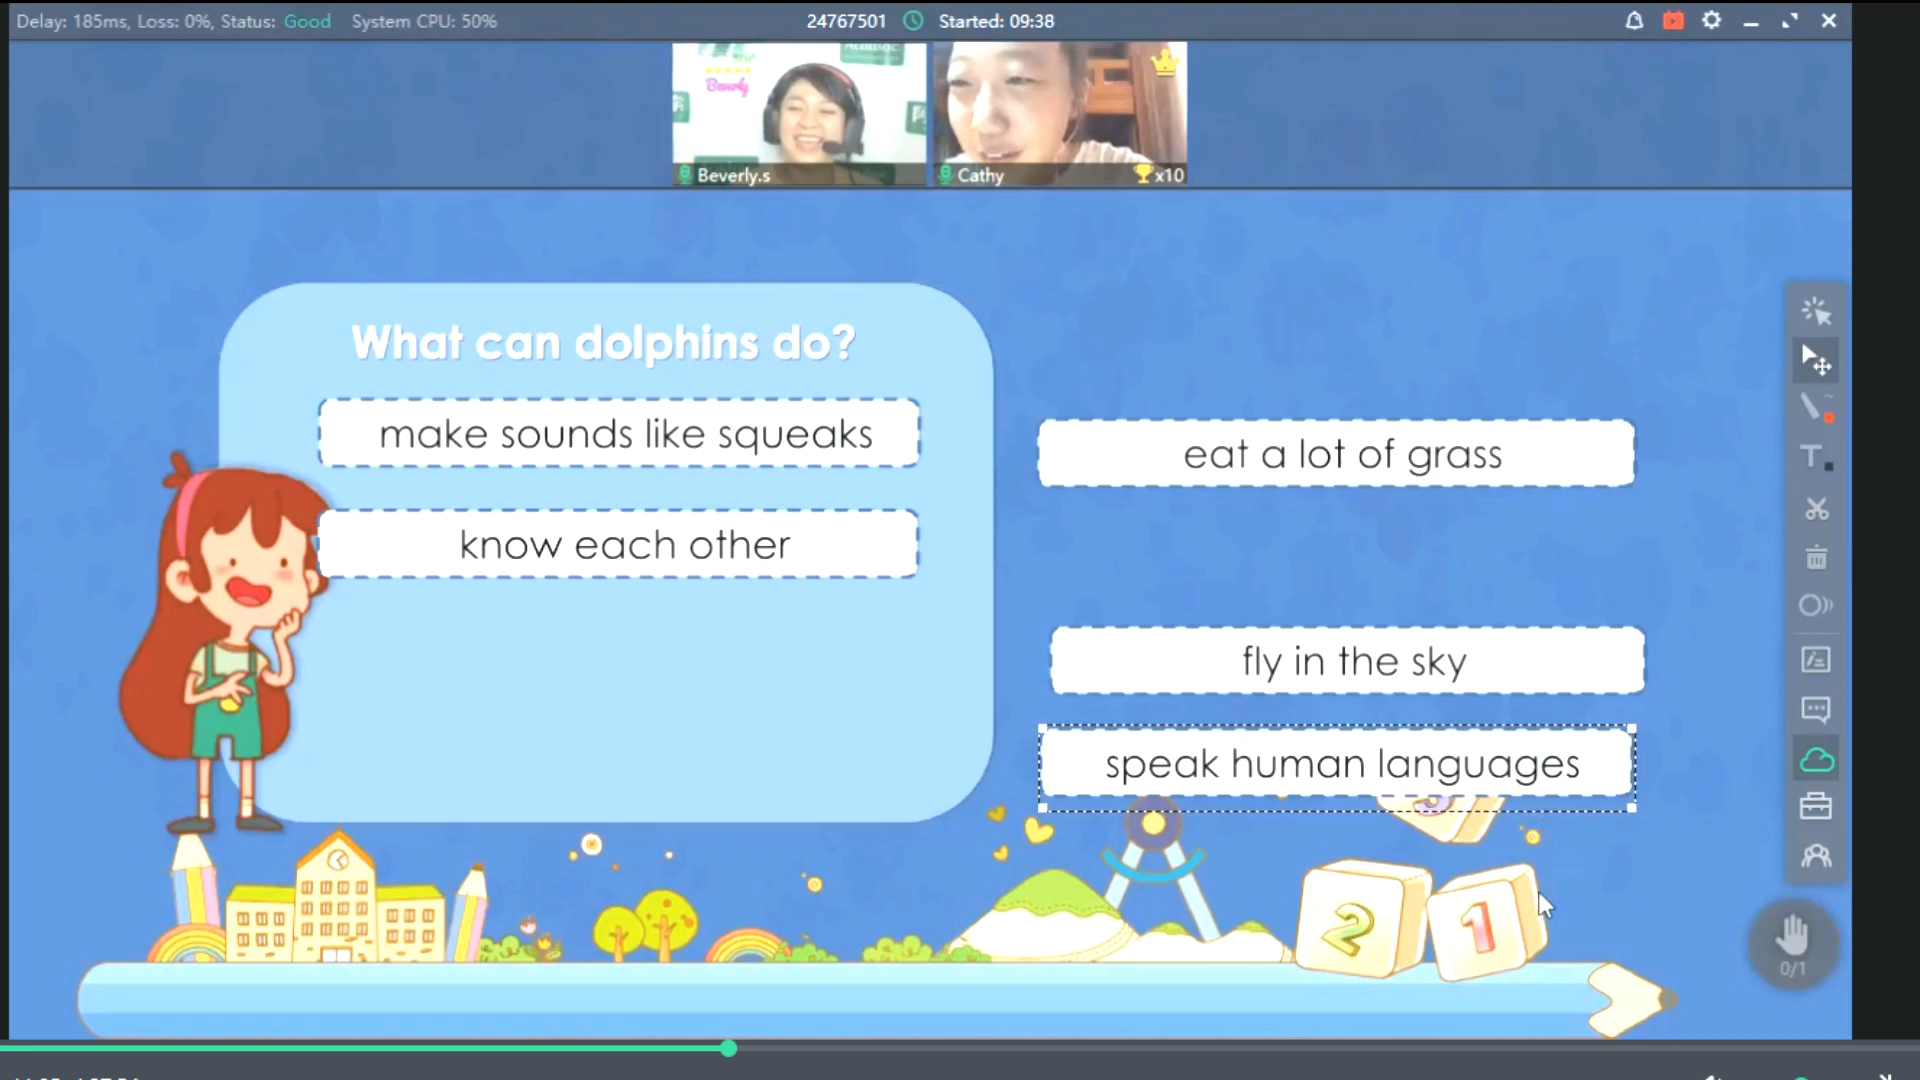 Delay: 185ms, Loss: 0%, Status: Good System CPU: 50%
24767501 Started: 09:38
Beverly
Beverly.s
Cathy x10
What can dolphins do?
make sounds like squeaks
eat a lot of grass
know each other
fly in the sky
speak human languages
2 1
0/1